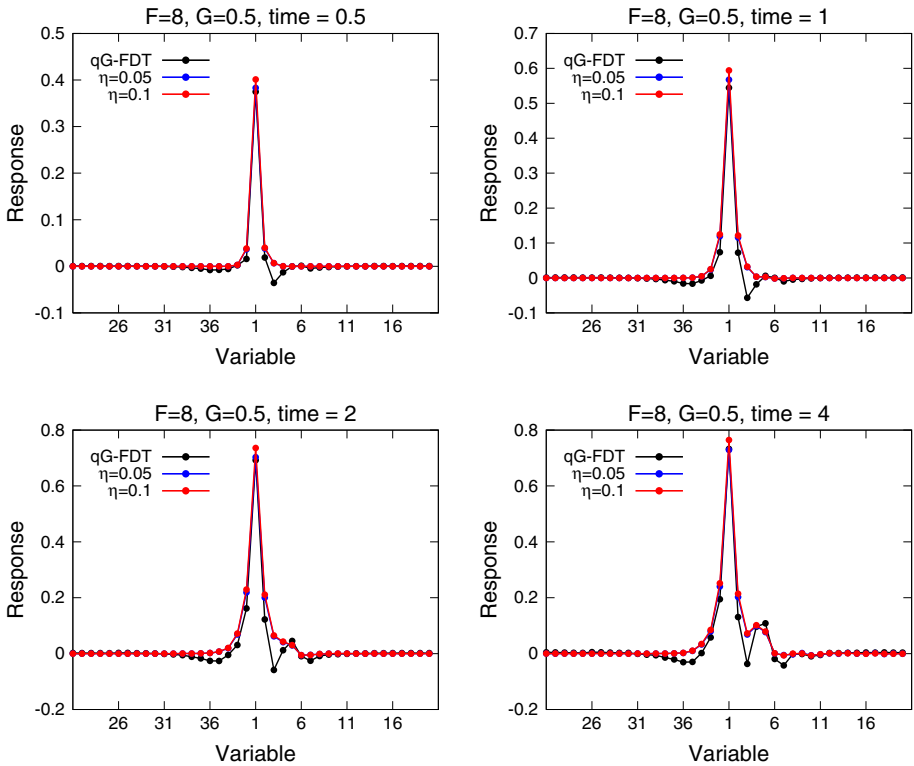 F=8, G=0.5, time = 0.5
0.5
0.4
0.3
0.2
0.1
0
-0.1
Response
qG-FDT
η=0.05
η=0.1
26 31 36 1 6 11 16
Variable
F=8, G=0.5, time = 1
0.7
0.6
0.5
0.4
0.3
0.2
0.1
0
-0.1
Response
qG-FDT
η=0.05
η=0.1
26 31 36 1 6 11 16
Variable
F=8, G=0.5, time = 2
0.8
0.6
0.4
0.2
0
-0.2
Response
qG-FDT
η=0.05
η=0.1
26 31 36 1 6 11 16
Variable
F=8, G=0.5, time = 4
0.8
0.6
0.4
0.2
0
-0.2
Response
qG-FDT
η=0.05
η=0.1
26 31 36 1 6 11 16
Variable